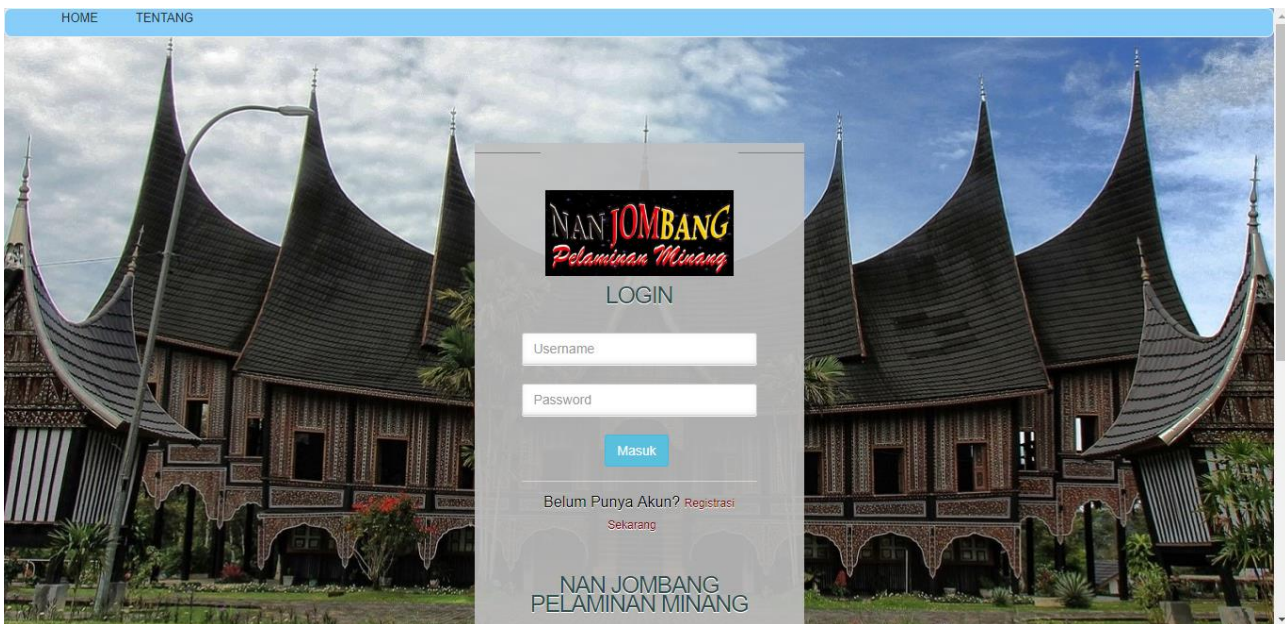 HOME TENTANG
NAN JOMBANG
Pelaminan Minang
LOGIN
Username
Password
Masuk
Belum Punya Akun? Registrasi
Sekarang
NAN JOMBANG
PELAMINAN MINANG